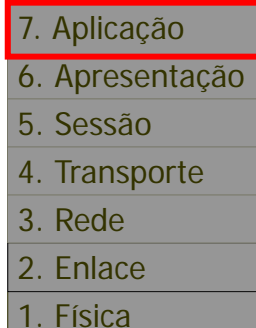 7. Aplicação
6. Apresentação
5. Sessão
4. Transporte
3. Rede
2. Enlace
1. Física